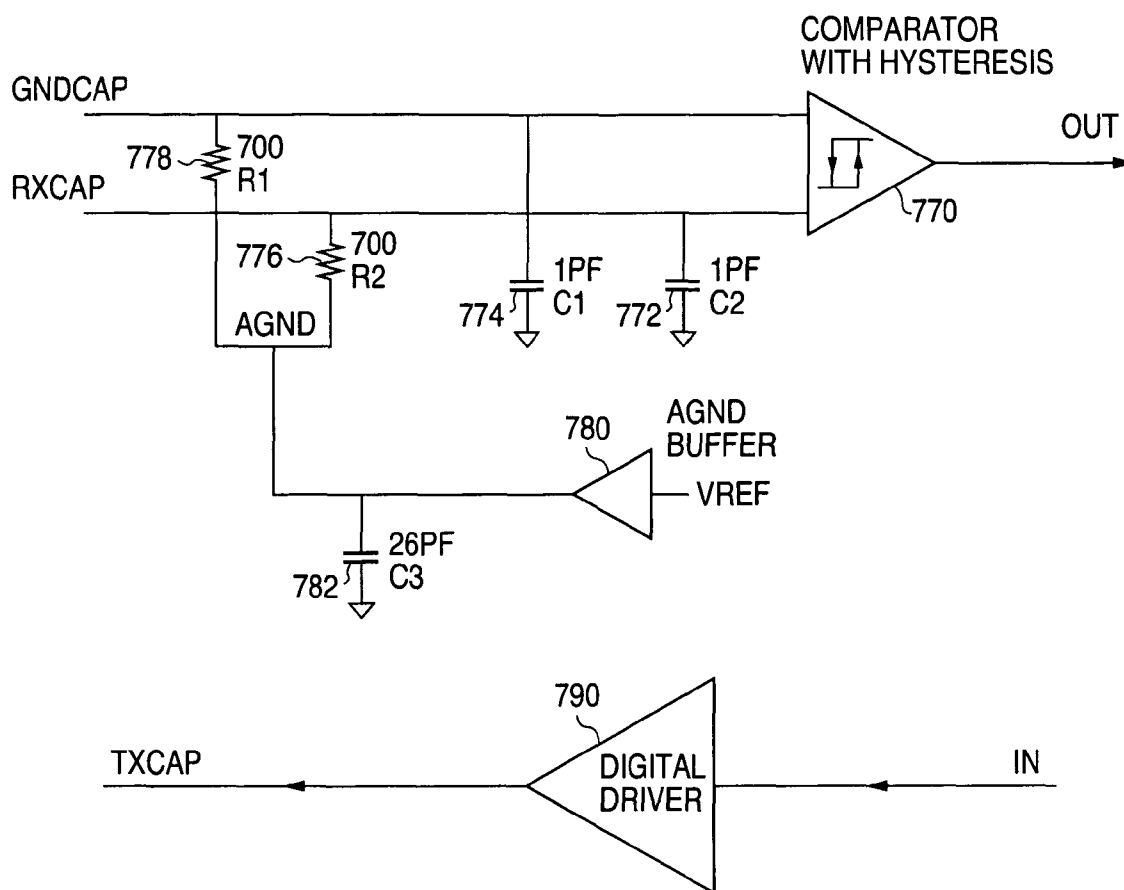 COMPARATOR
WITH HYSTERESIS
GNDCAP
OUT
778
700
R1
RXCAP
770
776
700
R2
1PF
C1
774
1PF
C2
772
AGND
780
AGND
BUFFER
VREF
26PF
C3
782
790
TXCAP
DIGITAL
DRIVER
IN